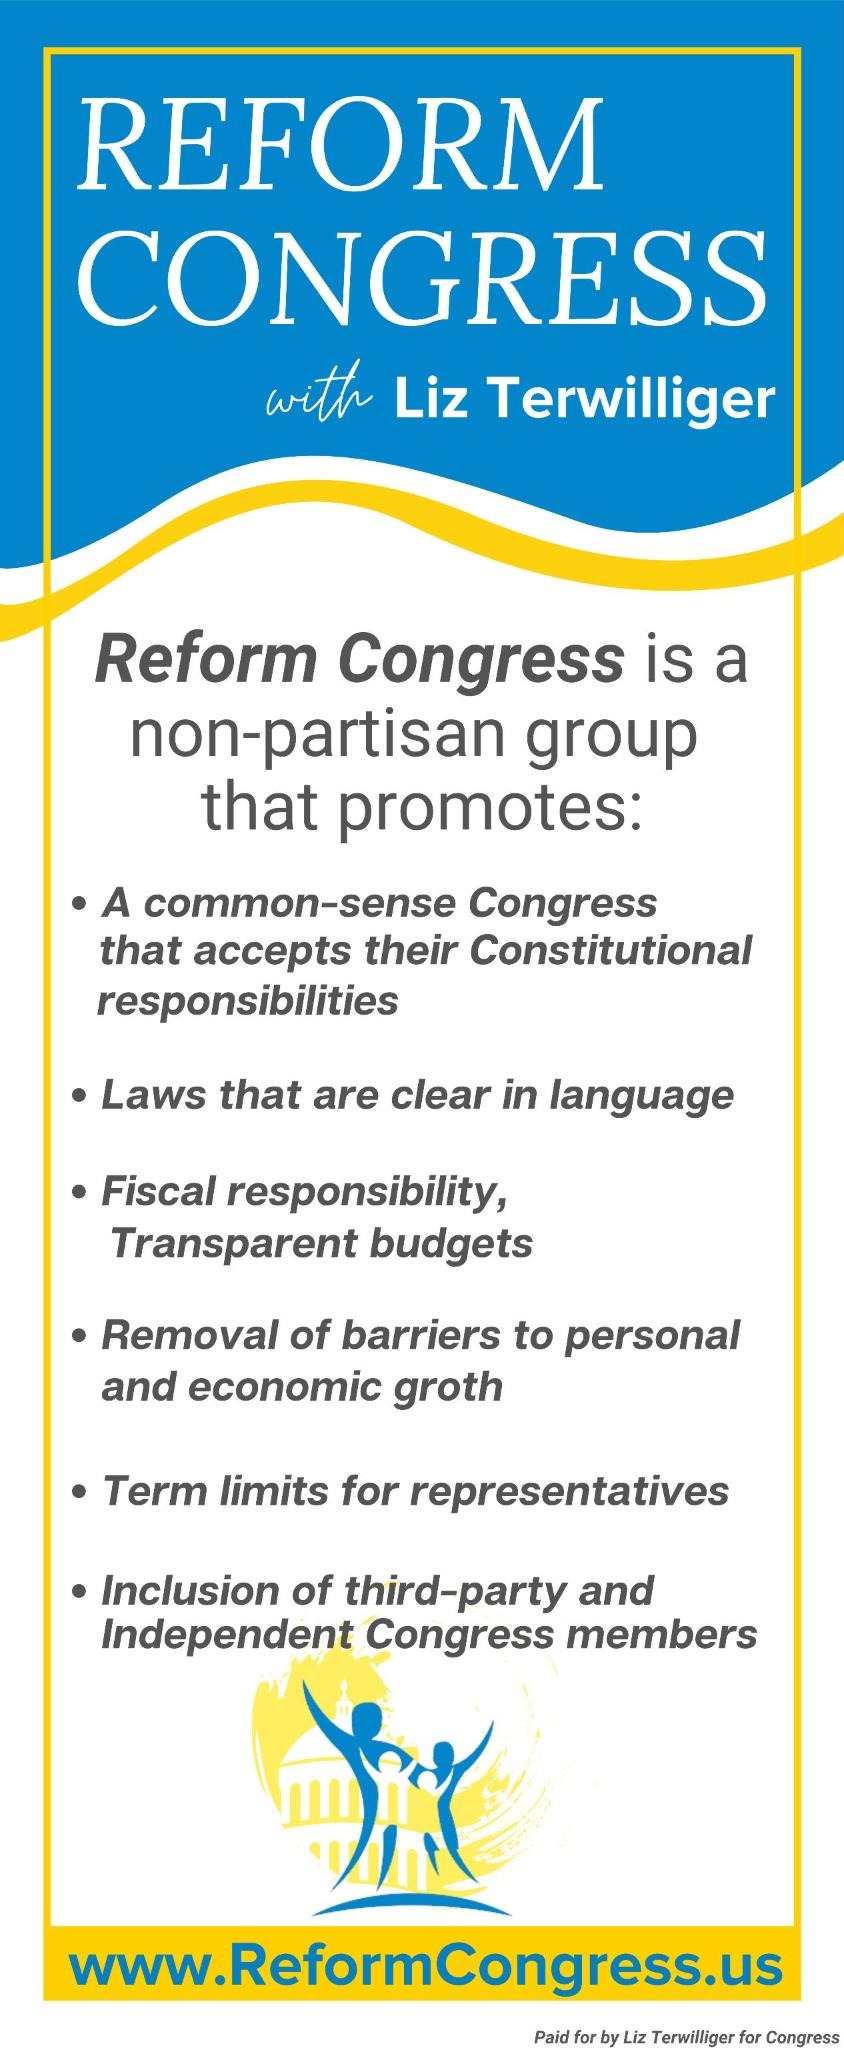 REFORM
CONGRESS
with Liz Terwilliger
Reform Congress is a
non-partisan group
that promotes:
• A common-sense Congress
that accepts their Constitutional
responsibilities
• Laws that are clear in language
• Fiscal responsibility,
Transparent budgets
• Removal of barriers to personal
and economic groth
• Term limits for representatives
• Inclusion of third-party and
Independent Congress members
www.ReformCongress.us
Paid for by Liz Terwilliger for Congress